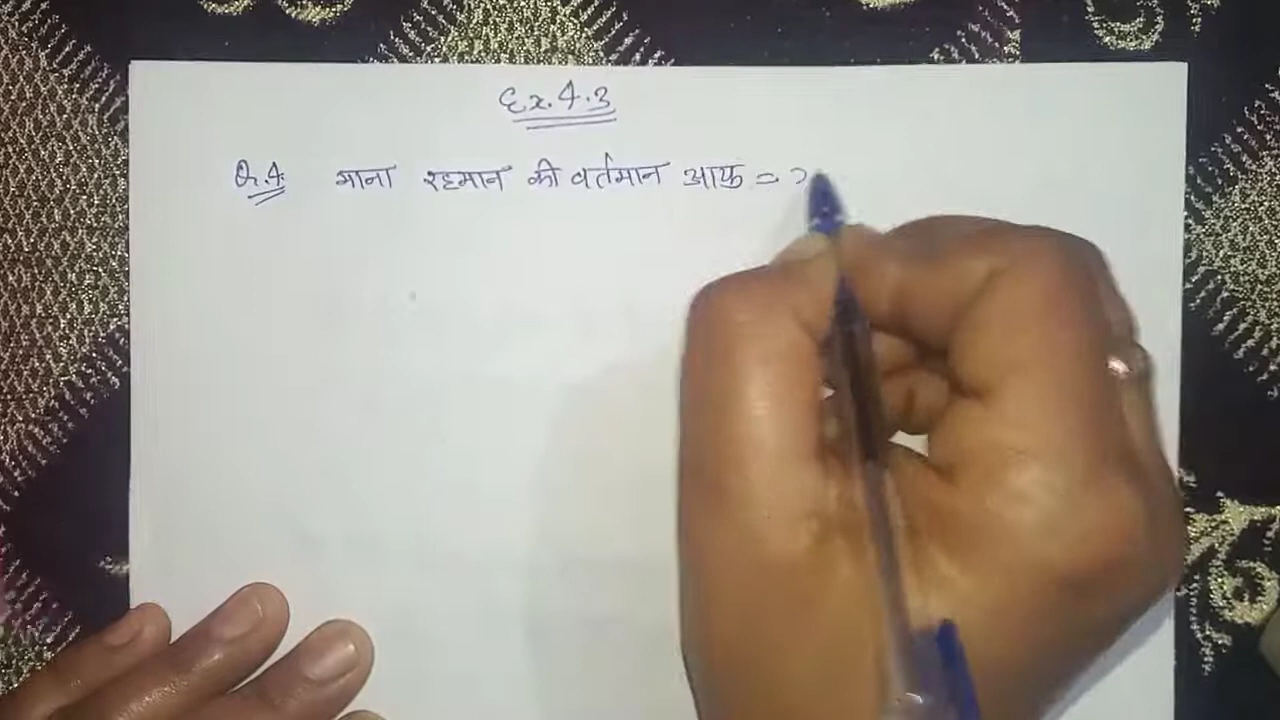 Ex. 4.3
Q.4. माना रहमान की वर्तमान आयु =